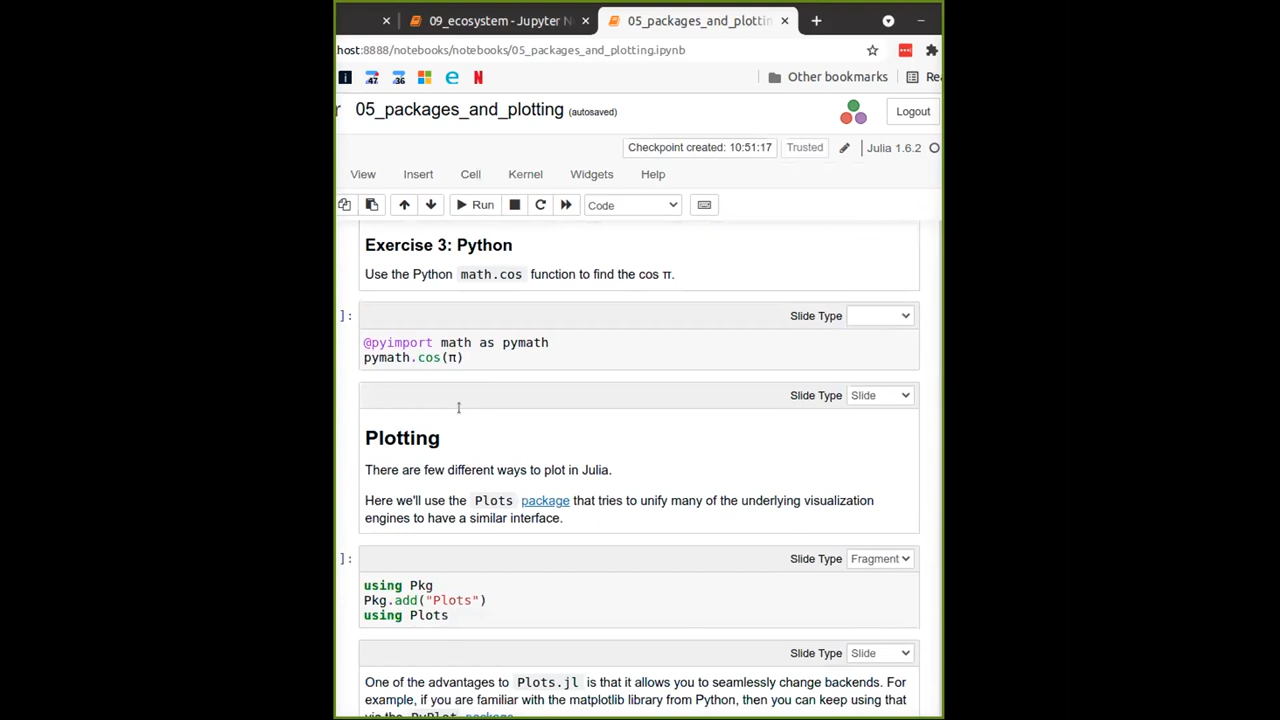 09_ecosystem - Jupyter N
05_packages_and_plottin
host:8888/notebooks/notebooks/05_packages_and_plotting.ipynb
47
36
Other bookmarks
Rea
r 05_packages_and_plotting (autosaved)
Logout
Checkpoint created: 10:51:17
Trusted
Julia 1.6.2
View Insert Cell Kernel Widgets Help
Run
Code
Exercise 3: Python
Use the Python math.cos function to find the cos π.
]:
Slide Type
@pyimport math as pymath
pymath.cos(π)
Slide Type Slide
Plotting
There are few different ways to plot in Julia.
Here we'll use the Plots package that tries to unify many of the underlying visualization
engines to have a similar interface.
]:
Slide Type Fragment
using Pkg
Pkg.add("Plots")
using Plots
Slide Type Slide
One of the advantages to Plots.jl is that it allows you to seamlessly change backends. For
example, if you are familiar with the matplotlib library from Python, then you can keep using that
via the PyPlot package.